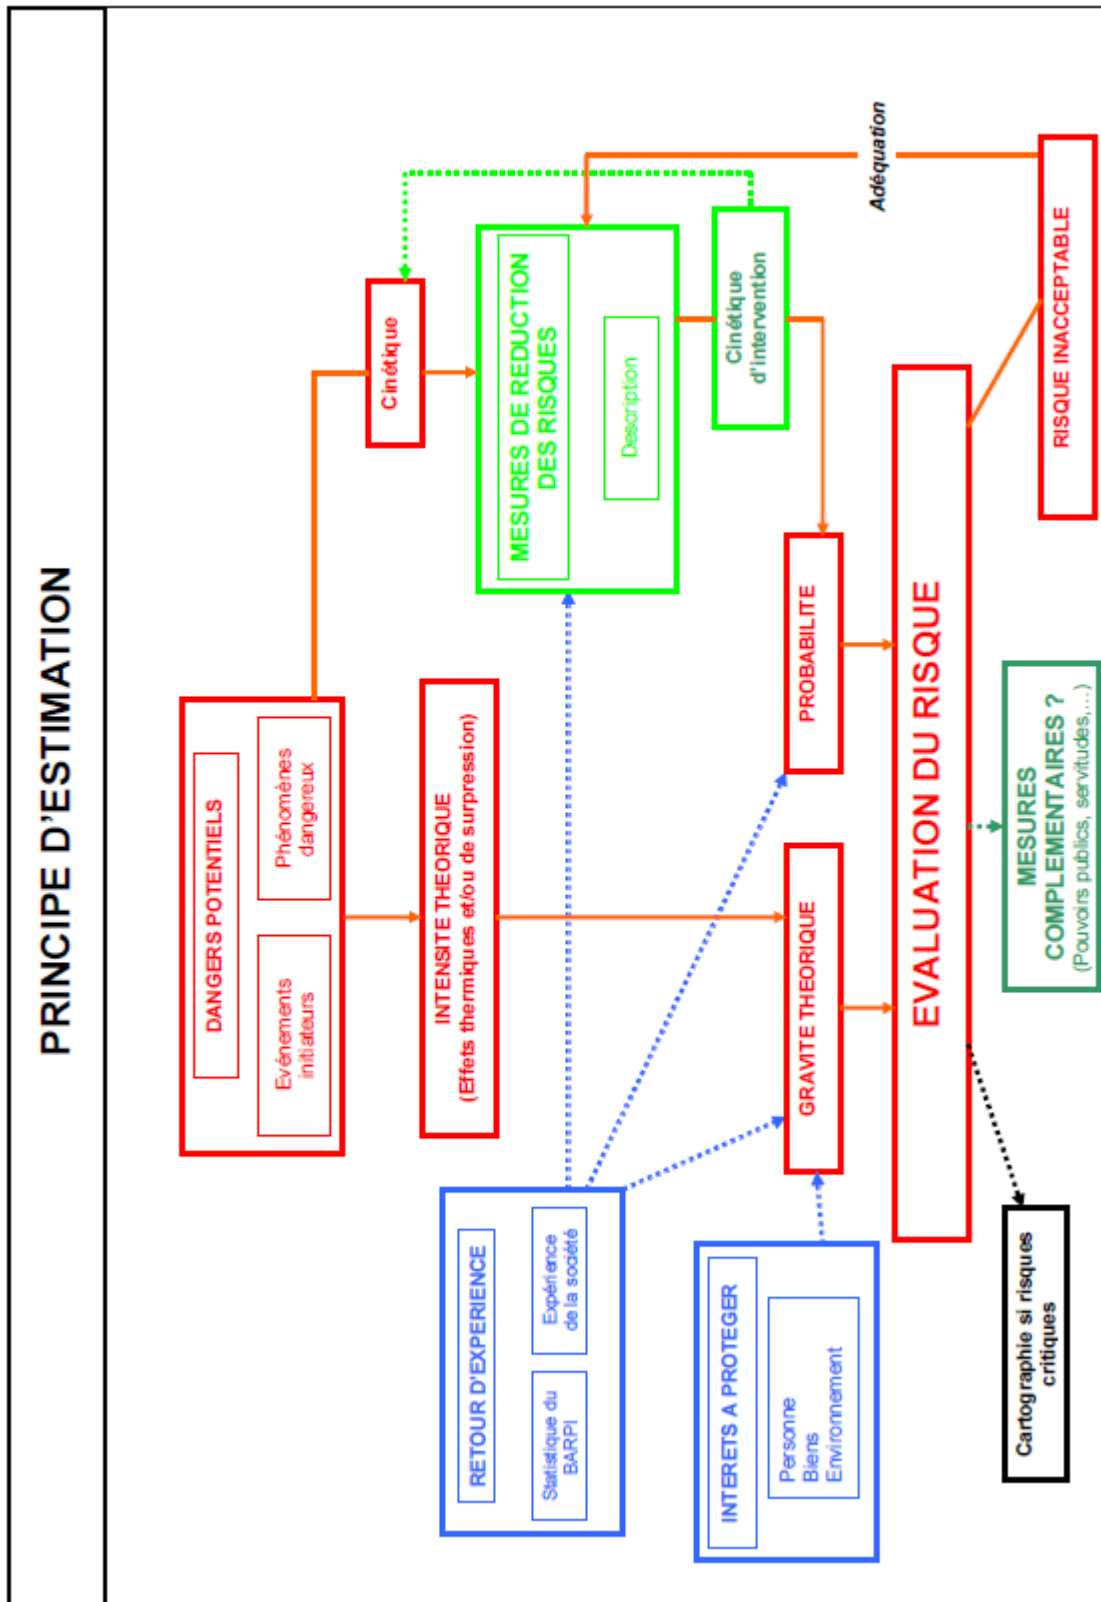 PRINCIPE D'ESTIMATION
DANGERS POTENTIELS
Evénements
initiateurs
Phénomènes
dangereux
Cinétique
INTENSITE THEORIQUE
(Effets thermiques et/ou de surpression)
RETOUR D'EXPERIENCE
Statistique du
BARPI
Expérience
de la société
MESURES DE REDUCTION
DES RISQUES
Description
Cinétique
d'intervention
INTERETS A PROTEGER
Personne
Biens
Environnement
GRAVITE THEORIQUE
PROBABILITE
Adéquation
EVALUATION DU RISQUE
Cartographie si risques
critiques
MESURES
COMPLEMENTAIRES ?
(Pouvoirs publics, servitudes,...)
RISQUE INACCEPTABLE